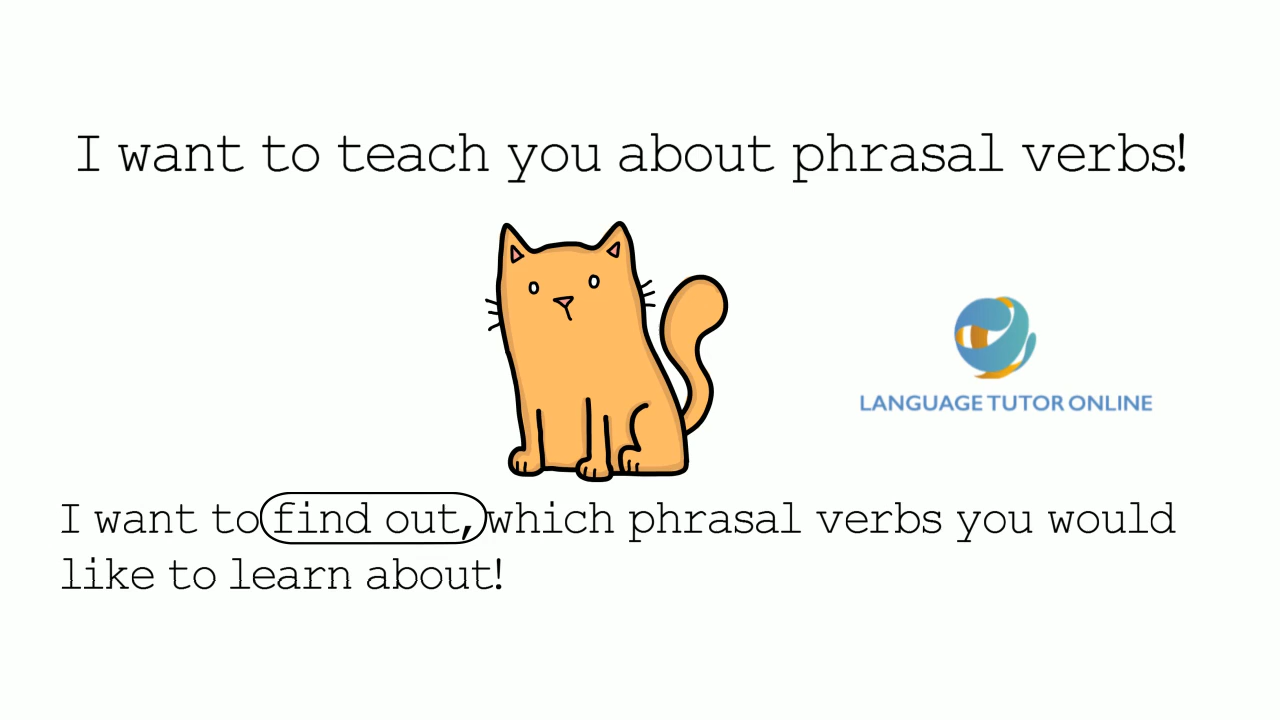 I want to teach you about phrasal verbs!
LANGUAGE TUTOR ONLINE
I want to find out, which phrasal verbs you would
like to learn about!